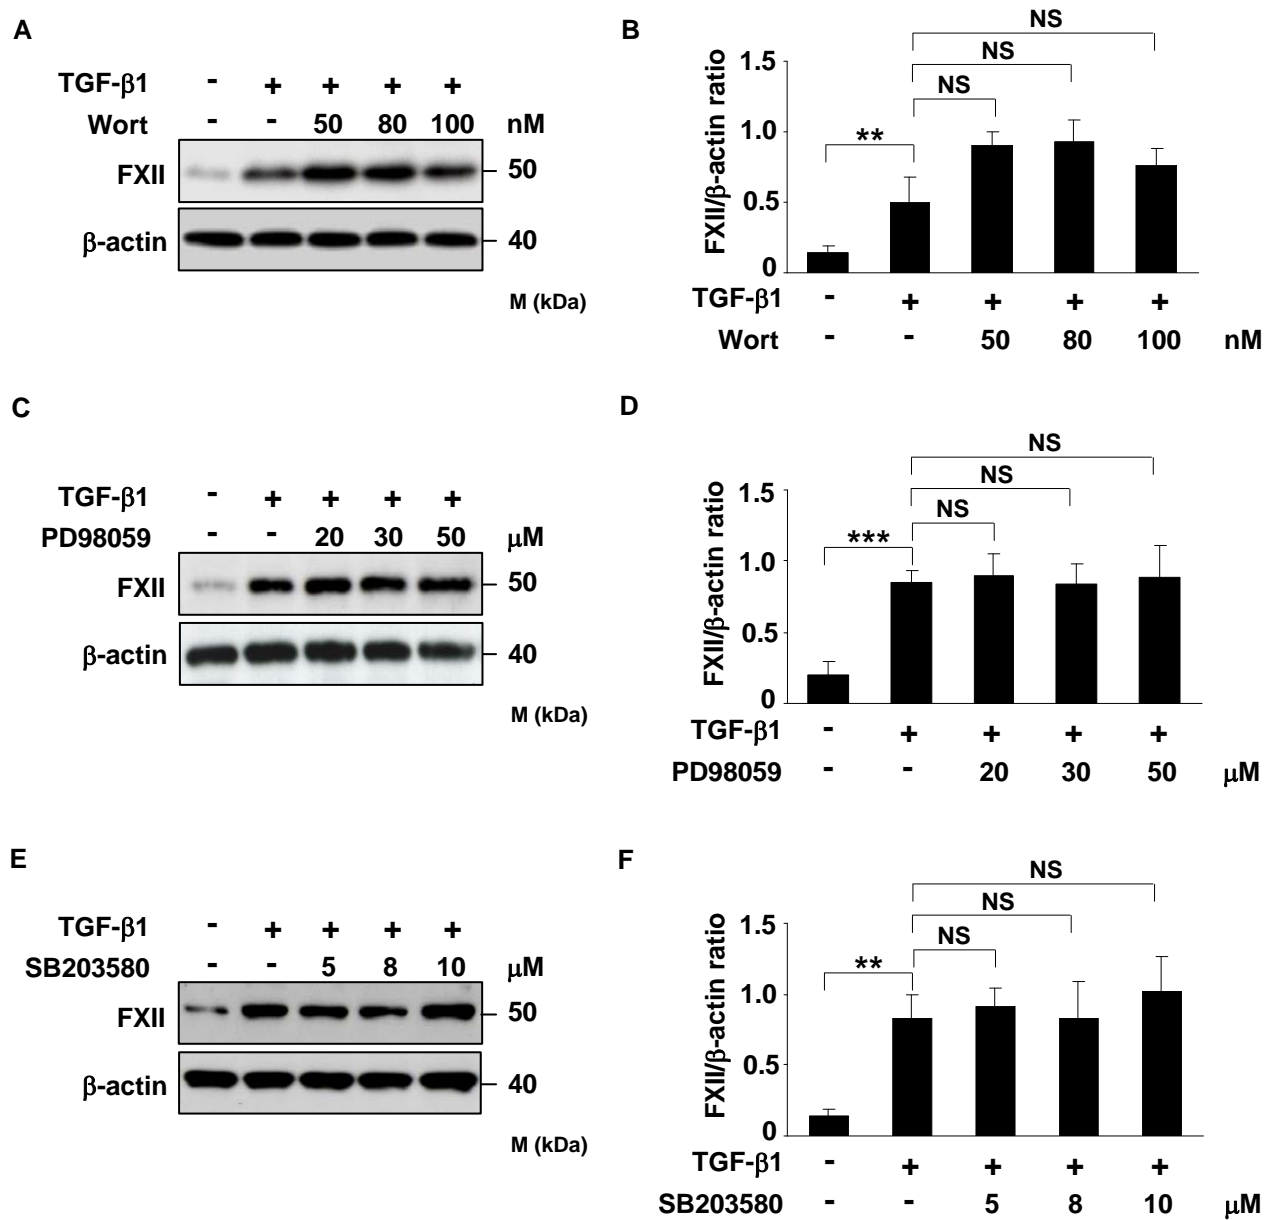 A
TGF-β1 - + + + +
Wort - - 50 80 100 nM
FXII 50
β-actin 40
M (kDa)
B
NS
NS
NS
**
FXII/β-actin ratio
1.5
1.0
0.5
0
TGF-β1 - + + + +
Wort - - 50 80 100 nM
C
TGF-β1 - + + + +
PD98059 - - 20 30 50 μM
FXII 50
β-actin 40
M (kDa)
D
NS
NS
NS
***
FXII/β-actin ratio
1.5
1.0
0.5
0
TGF-β1 - + + + +
PD98059 - - 20 30 50 μM
E
TGF-β1 - + + + +
SB203580 - - 5 8 10 μM
FXII 50
β-actin 40
M (kDa)
F
NS
NS
NS
**
FXII/β-actin ratio
1.5
1.0
0.5
0
TGF-β1 - + + + +
SB203580 - - 5 8 10 μM